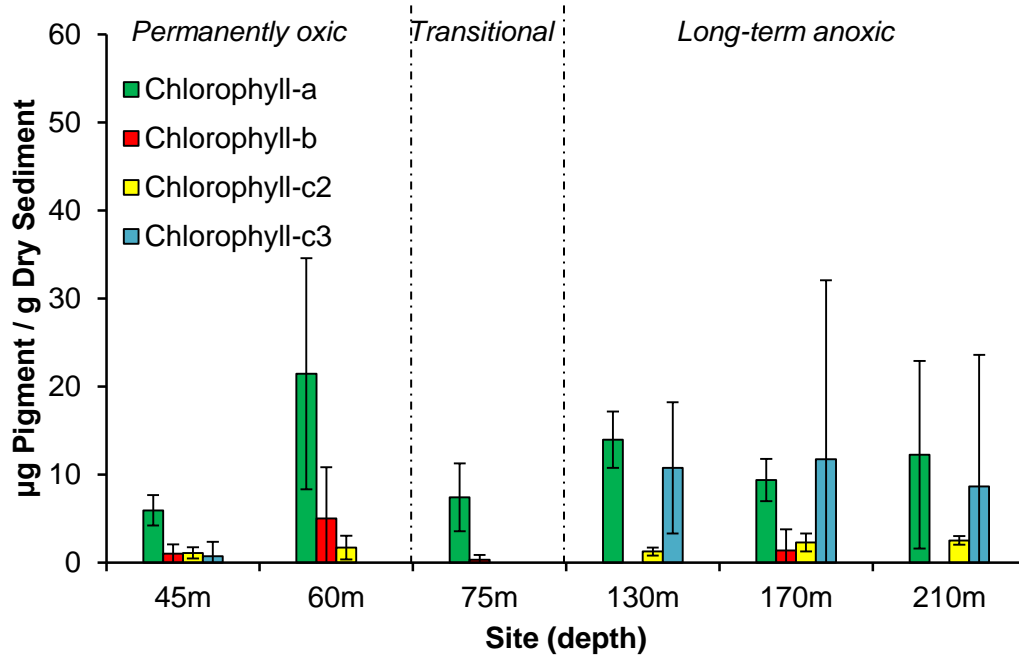 Permanently oxic
Transitional
Long-term anoxic
60
50
40
30
20
10
0
µg Pigment / g Dry Sediment
Chlorophyll-a
Chlorophyll-b
Chlorophyll-c2
Chlorophyll-c3
45m
60m
75m
130m
170m
210m
Site (depth)